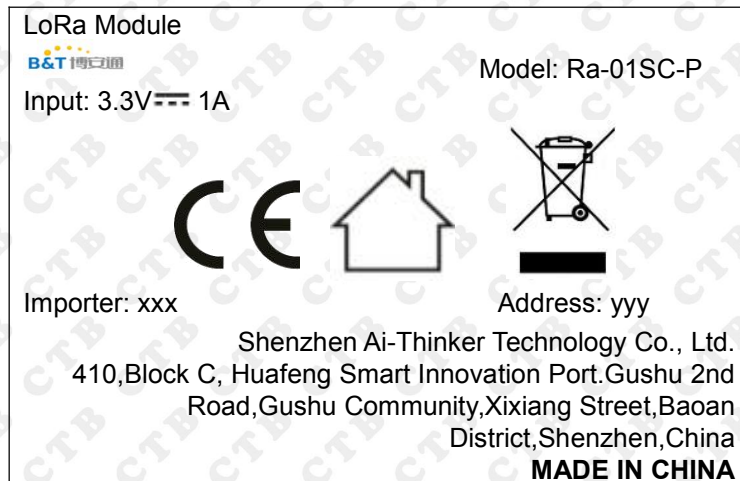 LoRa Module
B&T 博安通
Model: Ra-01SC-P
Input: 3.3V 1A
CE
Importer: xxx
Address: yyy
Shenzhen Ai-Thinker Technology Co., Ltd.
410,Block C, Huafeng Smart Innovation Port.Gushu 2nd
Road,Gushu Community,Xixiang Street,Baoan
District,Shenzhen,China
MADE IN CHINA
CTB